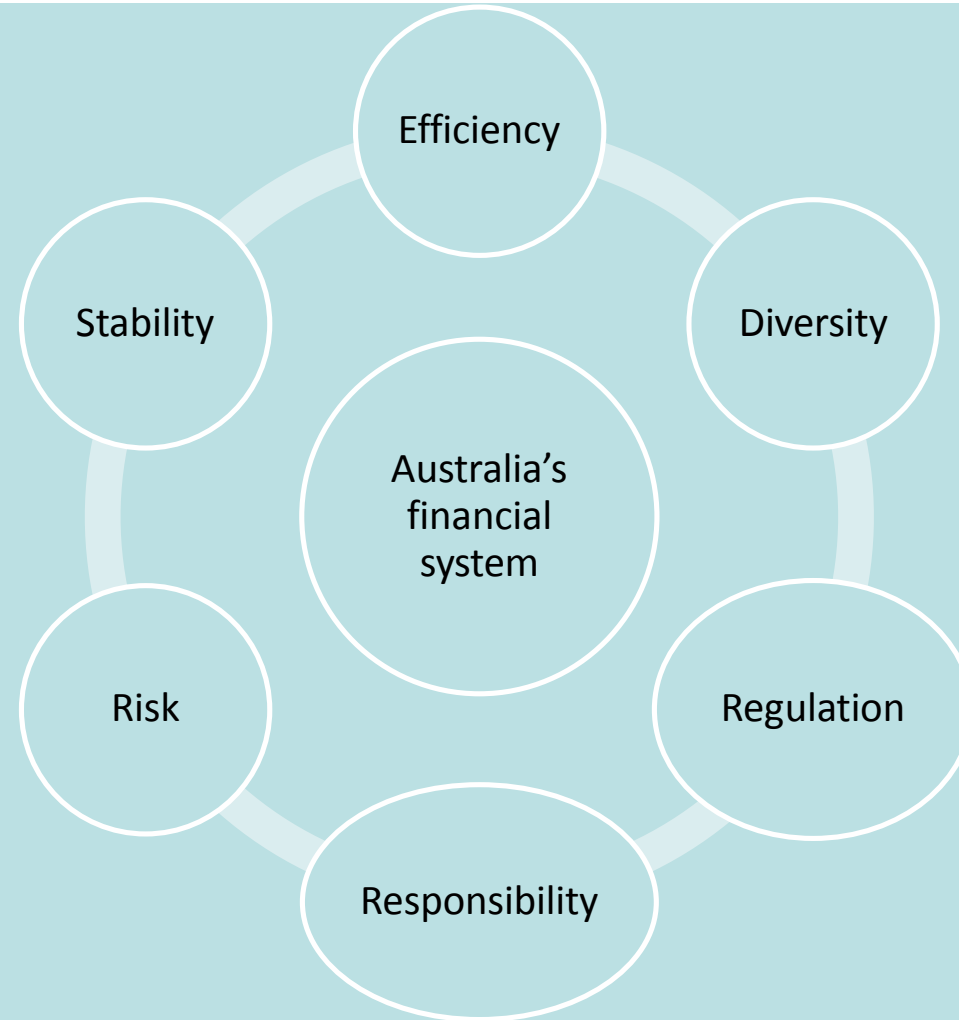 Efficiency
Stability
Diversity
Australia’s
financial
system
Risk
Regulation
Responsibility